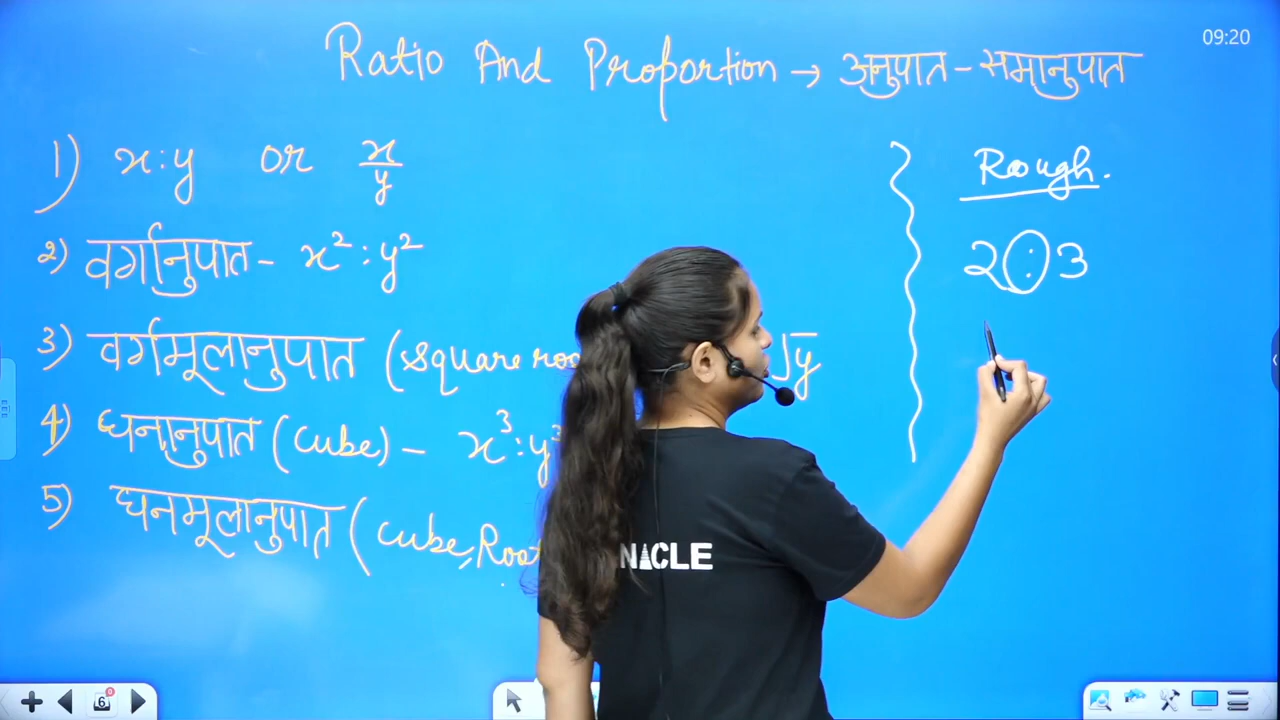 09:20
Ratio And Proportion → अनुपात - समानुपात
1) x:y or x/y
2) वर्गानुपात - x²:y²
3) वर्गमूलानुपात (square √y
4) घनानुपात (cube) - x³:y
5) घनमूलानुपात (cube Root
Rough.
2:3
NACLE
6